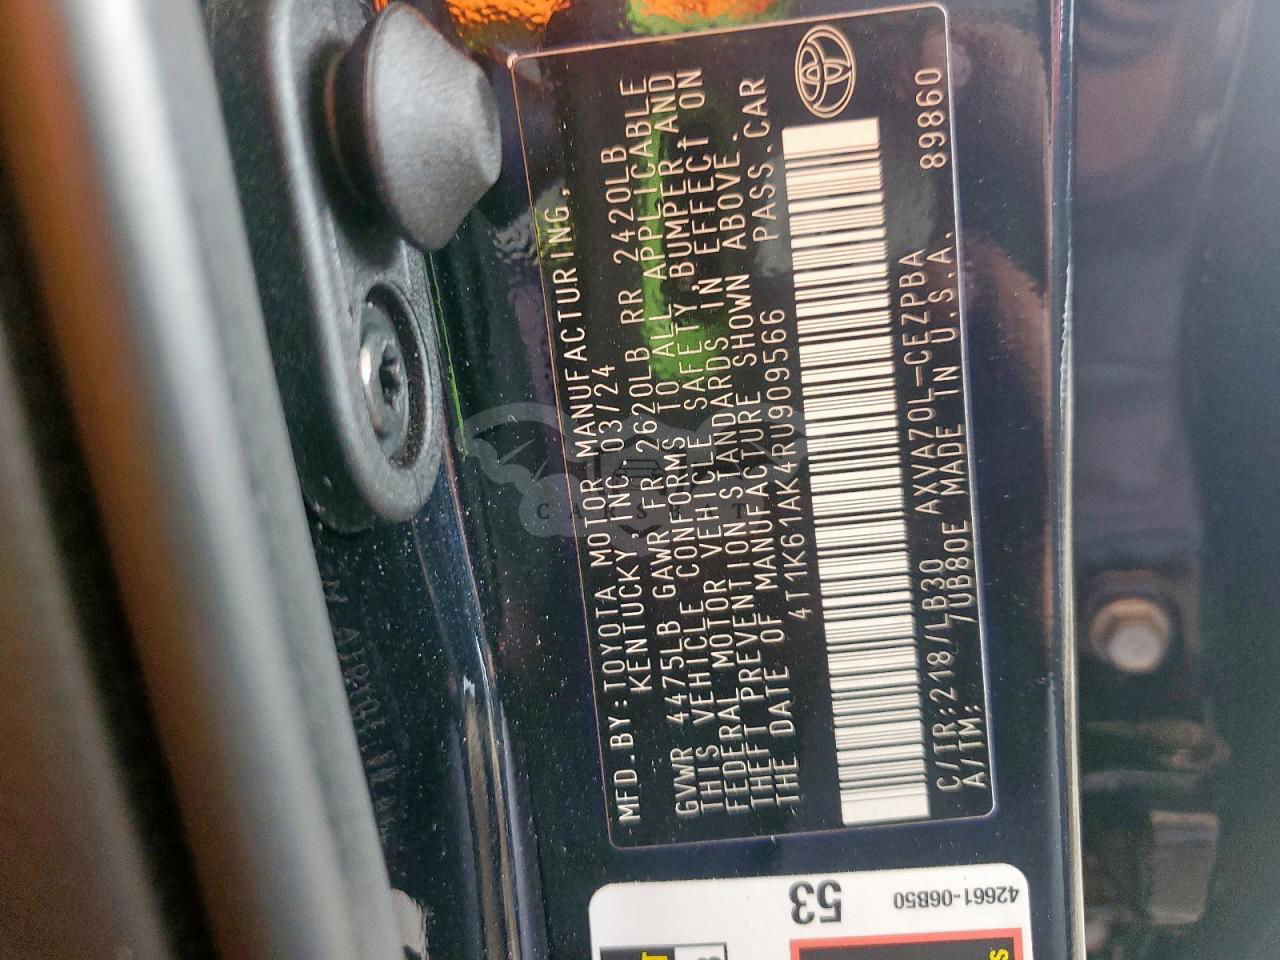 MFD.BY:TOYOTA MOTOR MANUFACTURING,
KENTUCKY, INC. 03/24
GVWR 4475LB GAWR FR 2620LB RR 2420LB
THIS VEHICLE CONFORMS TO ALL APPLICABLE
FEDERAL MOTOR VEHICLE SAFETY,BUMPER,AND
THEFT PREVENTION STANDARDS IN EFFECT ON
THE DATE OF MANUFACTURE SHOWN ABOVE.
4T1K61AK4RU909566 PASS.CAR
C/TR:218/LB30 AXVA70L-CEZPBA
A/TM: /UB80E MADE IN U.S.A. 89860
53
42661-06B50
CARSBAT